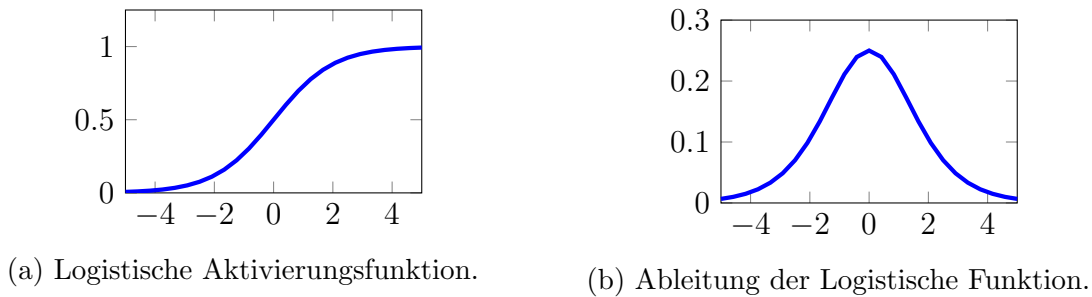 1
0.5
0
−4 −2 0 2 4
(a) Logistische Aktivierungsfunktion.
0.3
0.2
0.1
0
−4 −2 0 2 4
(b) Ableitung der Logistische Funktion.